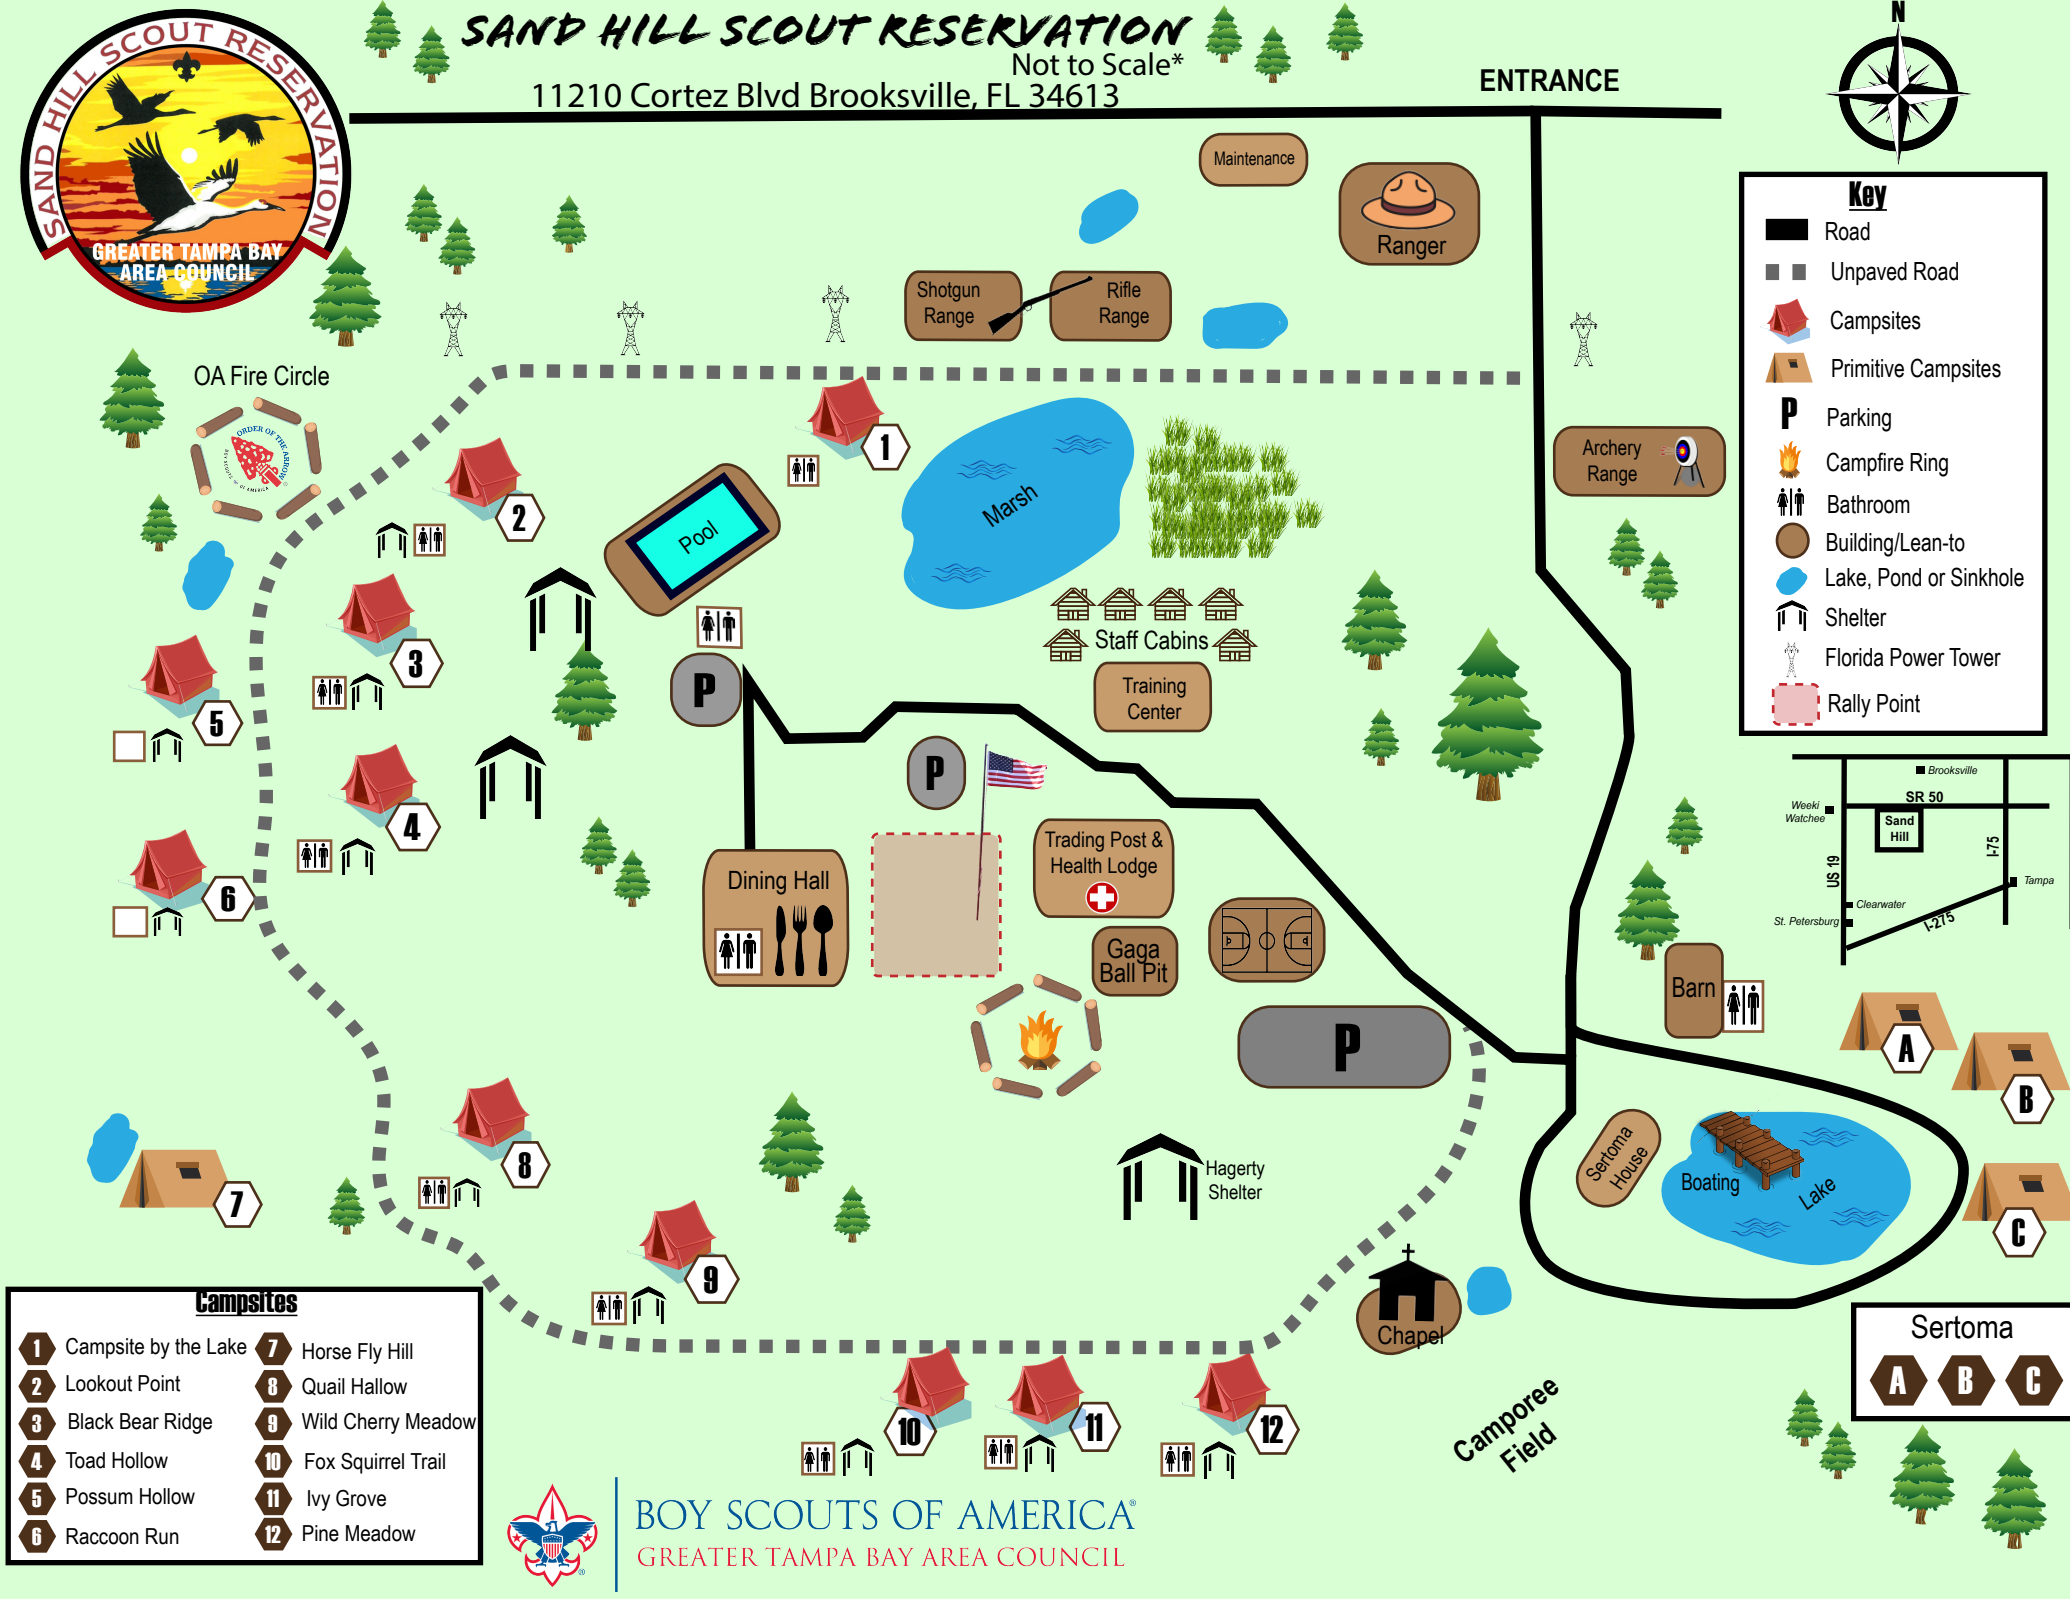 SAND HILL SCOUT RESERVATION
Not to Scale*
11210 Cortez Blvd Brooksville, FL 34613
SAND HILL SCOUT RESERVATION
GREATER TAMPA BAY
AREA COUNCIL
ENTRANCE
N
Maintenance
Ranger
Shotgun
Range
Rifle
Range
Key
Road
Unpaved Road
Campsites
Primitive Campsites
P
Parking
Campfire Ring
Bathroom
Building/Lean-to
Lake, Pond or Sinkhole
Shelter
Florida Power Tower
Rally Point
OA Fire Circle
ORDER OF THE ARROW
BOY SCOUTS OF AMERICA
1
2
3
4
5
6
Pool
Marsh
Archery
Range
Staff Cabins
Training
Center
P
P
Trading Post &
Health Lodge
Dining Hall
Gaga
Ball Pit
P
Barn
Brooksville
Weeki
Watchee
SR 50
Sand
Hill
US 19
I-75
Tampa
Clearwater
St. Petersburg
I-275
A
B
C
7
8
9
Hagerty
Shelter
Sertoma
House
Boating
Lake
Chapel
10
11
12
Camporee
Field
Sertoma
A B C
Campsites
1 Campsite by the Lake
2 Lookout Point
3 Black Bear Ridge
4 Toad Hollow
5 Possum Hollow
6 Raccoon Run
7 Horse Fly Hill
8 Quail Hallow
9 Wild Cherry Meadow
10 Fox Squirrel Trail
11 Ivy Grove
12 Pine Meadow
BOY SCOUTS OF AMERICA®
GREATER TAMPA BAY AREA COUNCIL